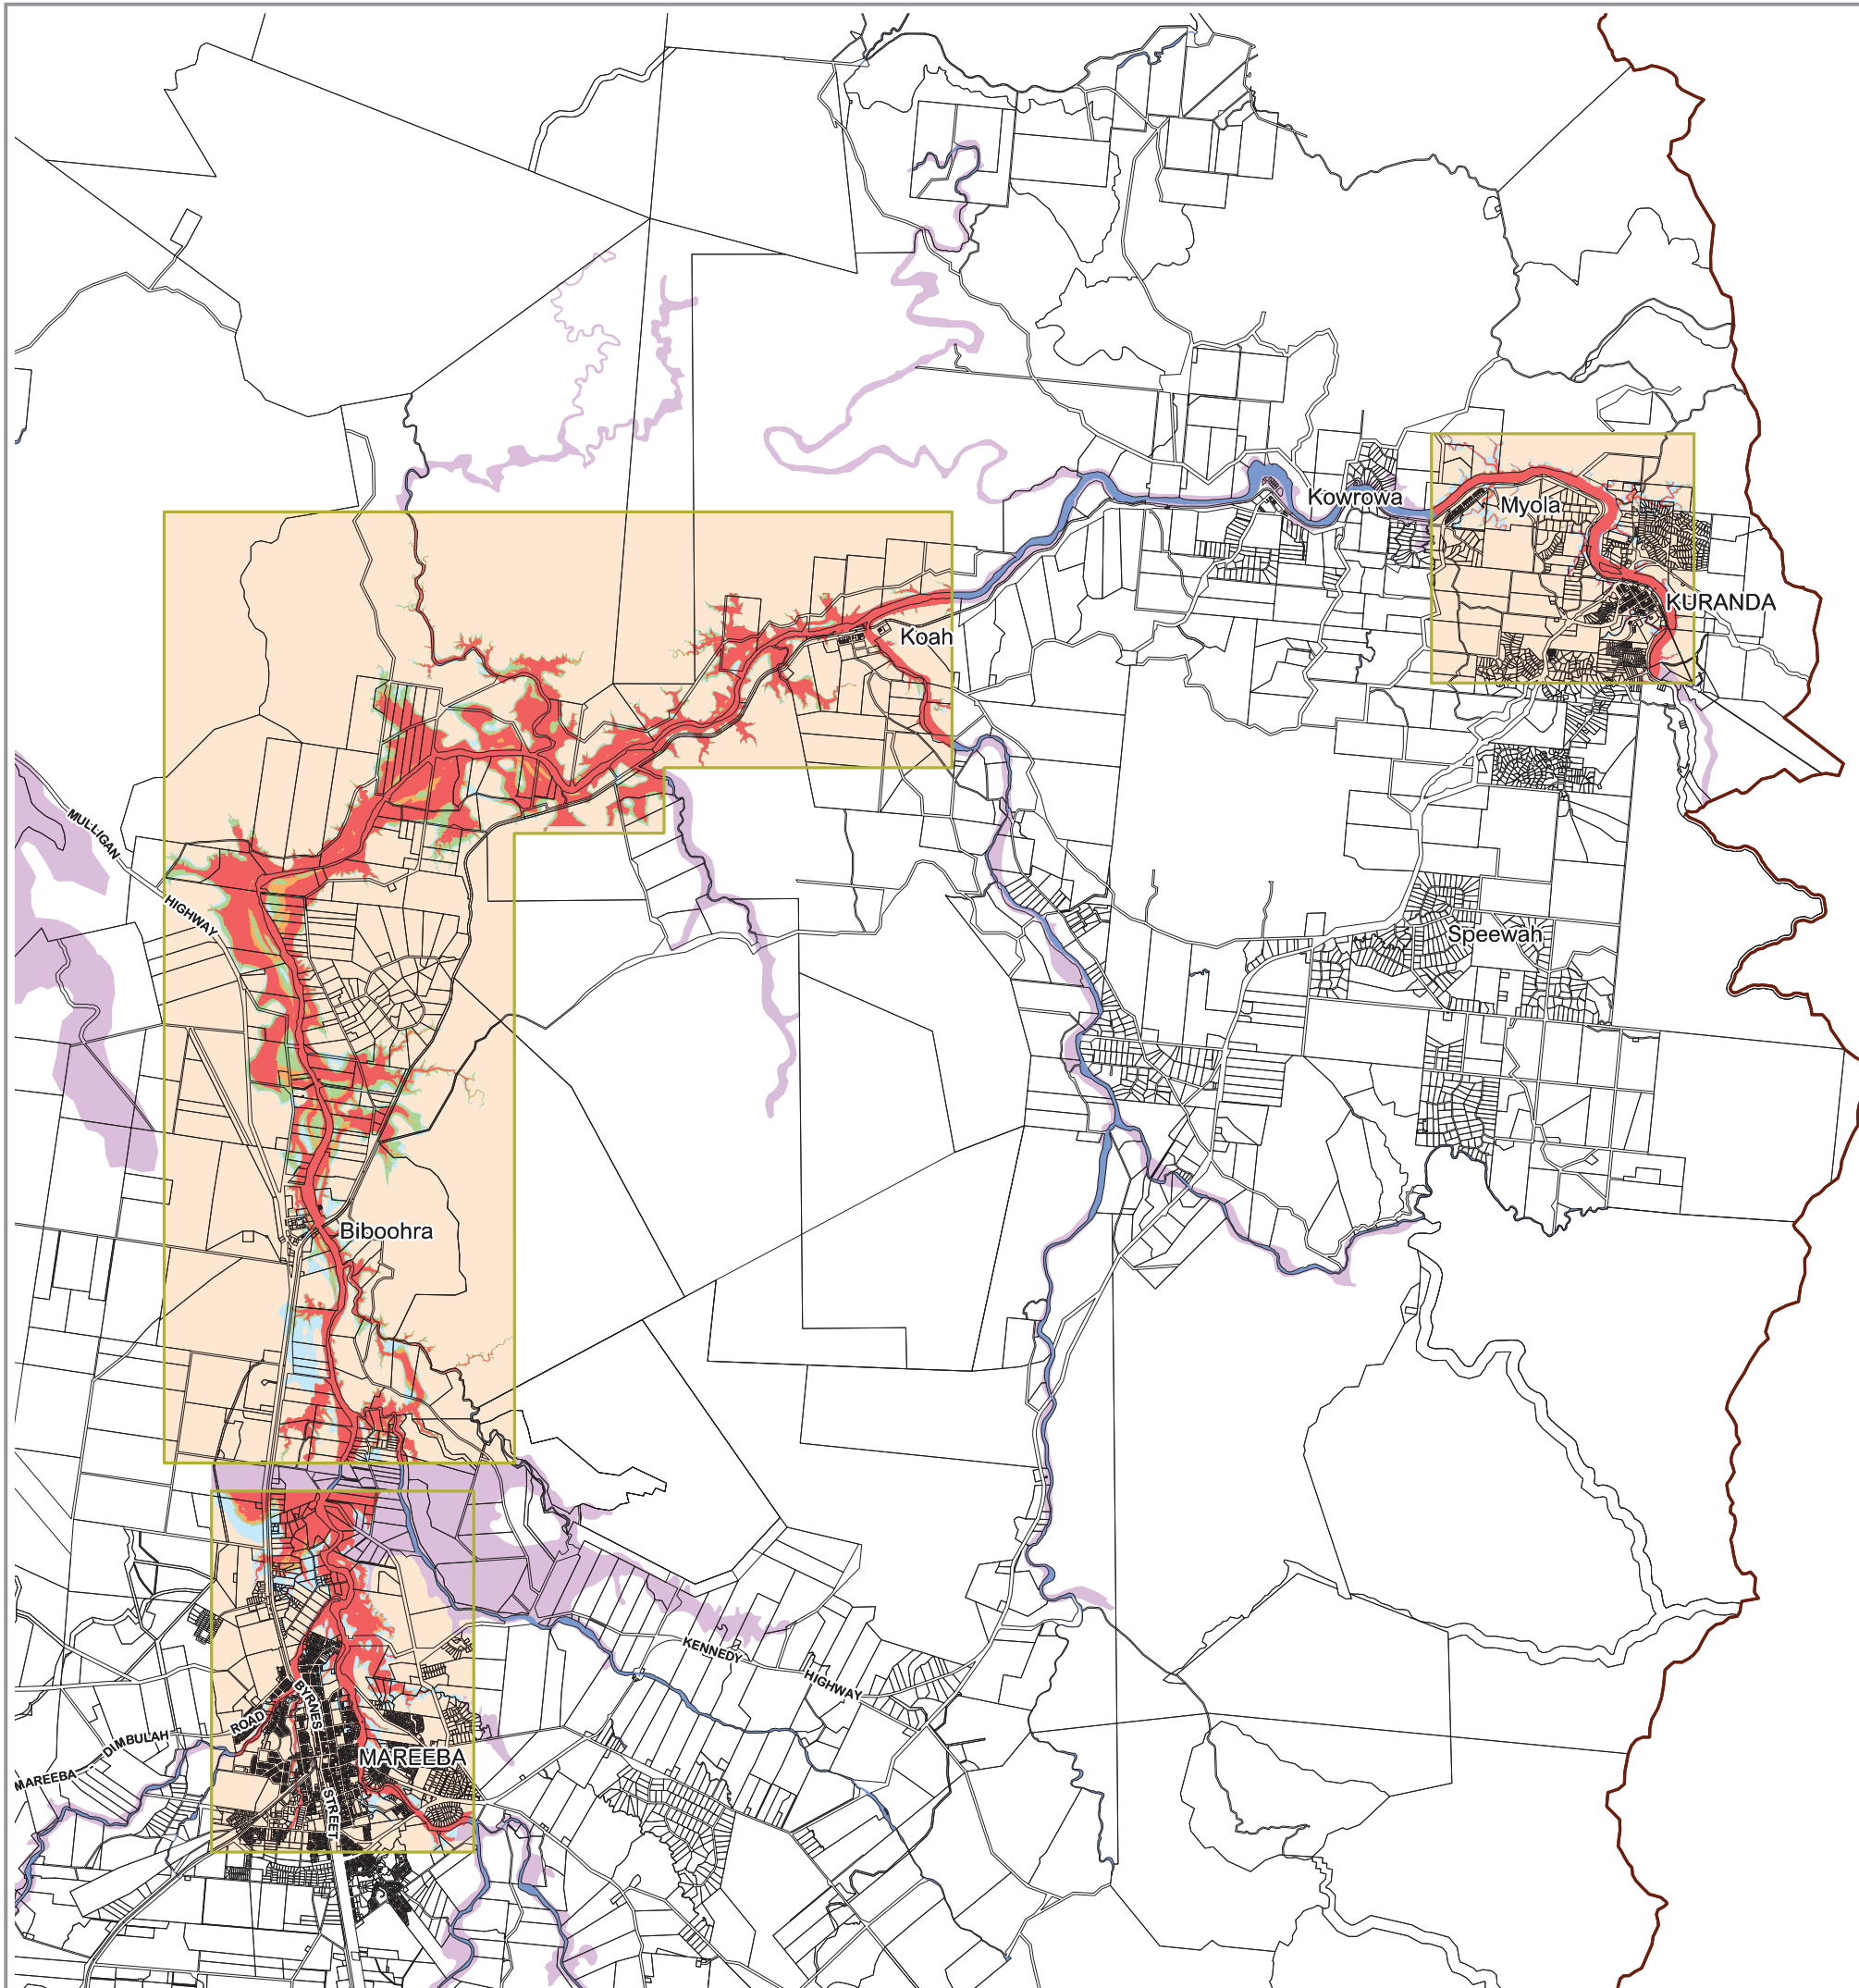 Kowrowa
Myola
KURANDA
Koah
MULLIGAN
HIGHWAY
Speewah
Biboohra
KENNEDY
HIGHWAY
BYRNES
STREET
ROAD
DIMBULAH
MAREEBA -
MAREEBA